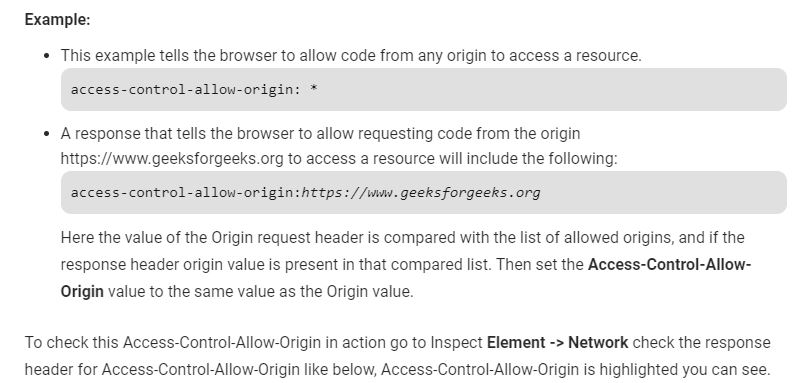 Example:
• This example tells the browser to allow code from any origin to access a resource.
access-control-allow-origin: *
• A response that tells the browser to allow requesting code from the origin
https://www.geeksforgeeks.org to access a resource will include the following:
access-control-allow-origin:https://www.geeksforgeeks.org
Here the value of the Origin request header is compared with the list of allowed origins, and if the
response header origin value is present in that compared list. Then set the Access-Control-Allow-
Origin value to the same value as the Origin value.
To check this Access-Control-Allow-Origin in action go to Inspect Element -> Network check the response
header for Access-Control-Allow-Origin like below, Access-Control-Allow-Origin is highlighted you can see.